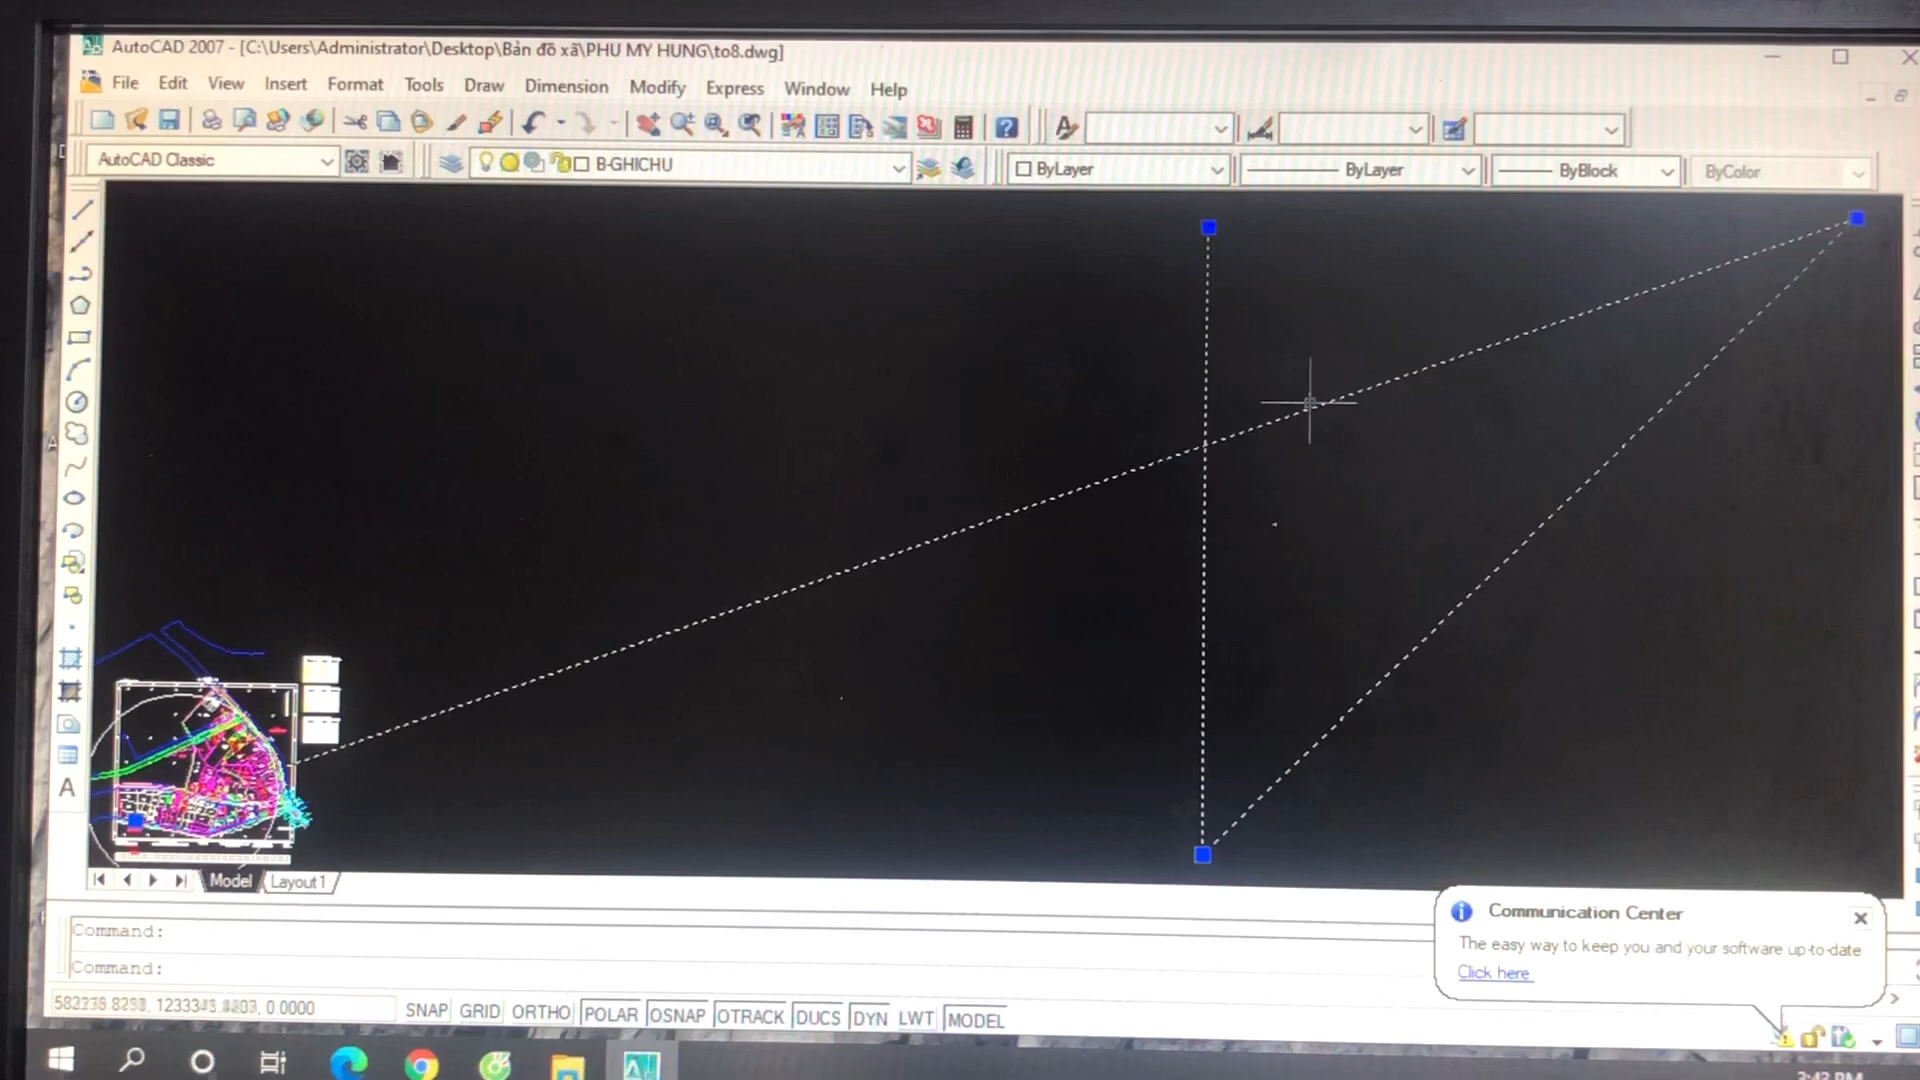 AutoCAD 2007 - [C:\Users\Administrator\Desktop\Bản đồ xã\PHU MY HUNG\to8.dwg]
File Edit View Insert Format Tools Draw Dimension Modify Express Window Help
AutoCAD Classic B-GHICHU ByLayer ByLayer ByBlock ByColor
A
Model Layout1
Command:
Command:
Communication Center
The easy way to keep you and your software up-to-date
Click here
0.0000 SNAP GRID ORTHO POLAR OSNAP OTRACK DUCS DYN LWT MODEL